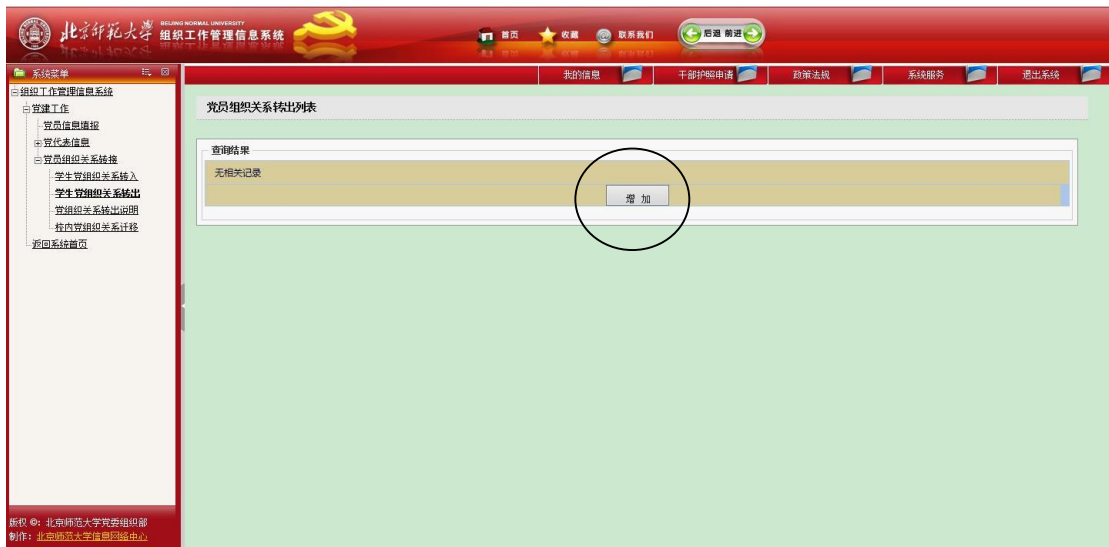 北京师范大学
BEIJING NORMAL UNIVERSITY
组织工作管理信息系统
首页
收藏
联系我们
后退 前进
系统菜单
我的信息
干部护照申请
政策法规
系统服务
退出系统
组织工作管理信息系统
党建工作
党员信息填报
党代表信息
党员组织关系转接
学生党组织关系转入
学生党组织关系转出
党组织关系转出说明
校内党组织关系迁移
返回系统首页
党员组织关系转出列表
查询结果
无相关记录
增 加
版权 ©: 北京师范大学党委组织部
制作: 北京师范大学信息网络中心